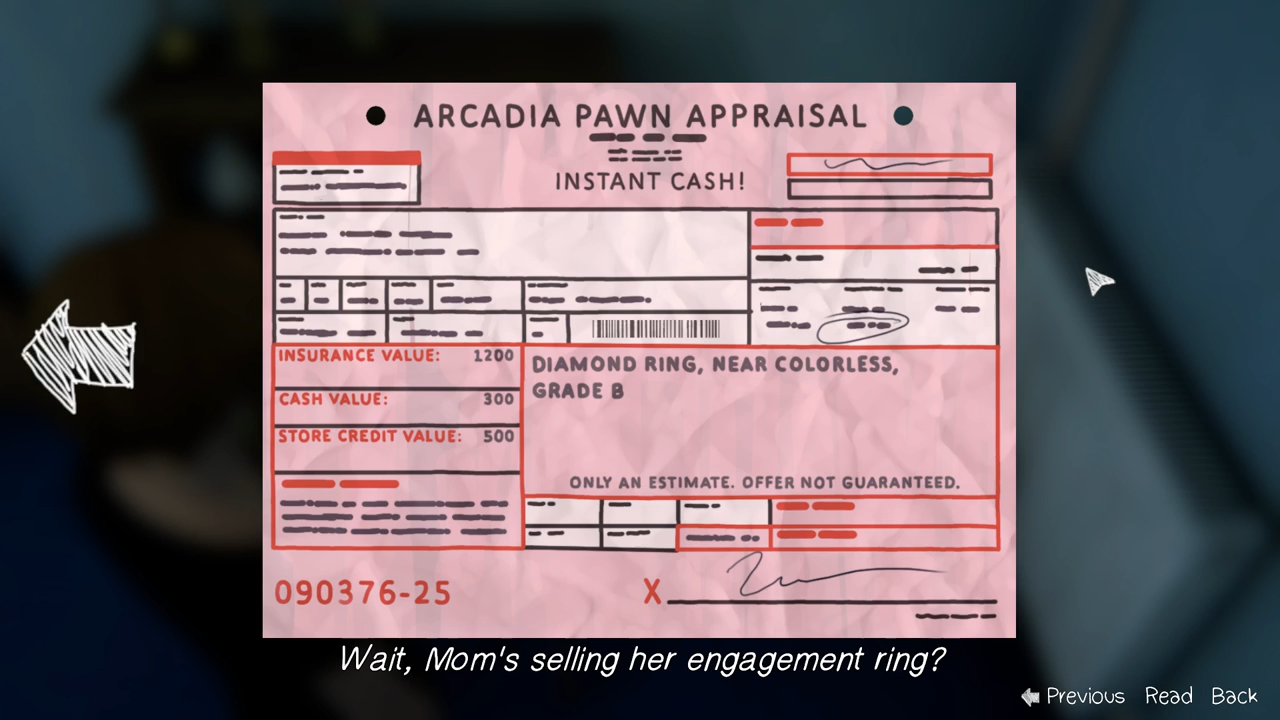 ARCADIA PAWN APPRAISAL
INSTANT CASH!
INSURANCE VALUE: 1200
CASH VALUE: 300
STORE CREDIT VALUE: 500
DIAMOND RING, NEAR COLORLESS,
GRADE B
ONLY AN ESTIMATE. OFFER NOT GUARANTEED.
090376-25
X
Wait, Mom's selling her engagement ring?
Previous Read Back